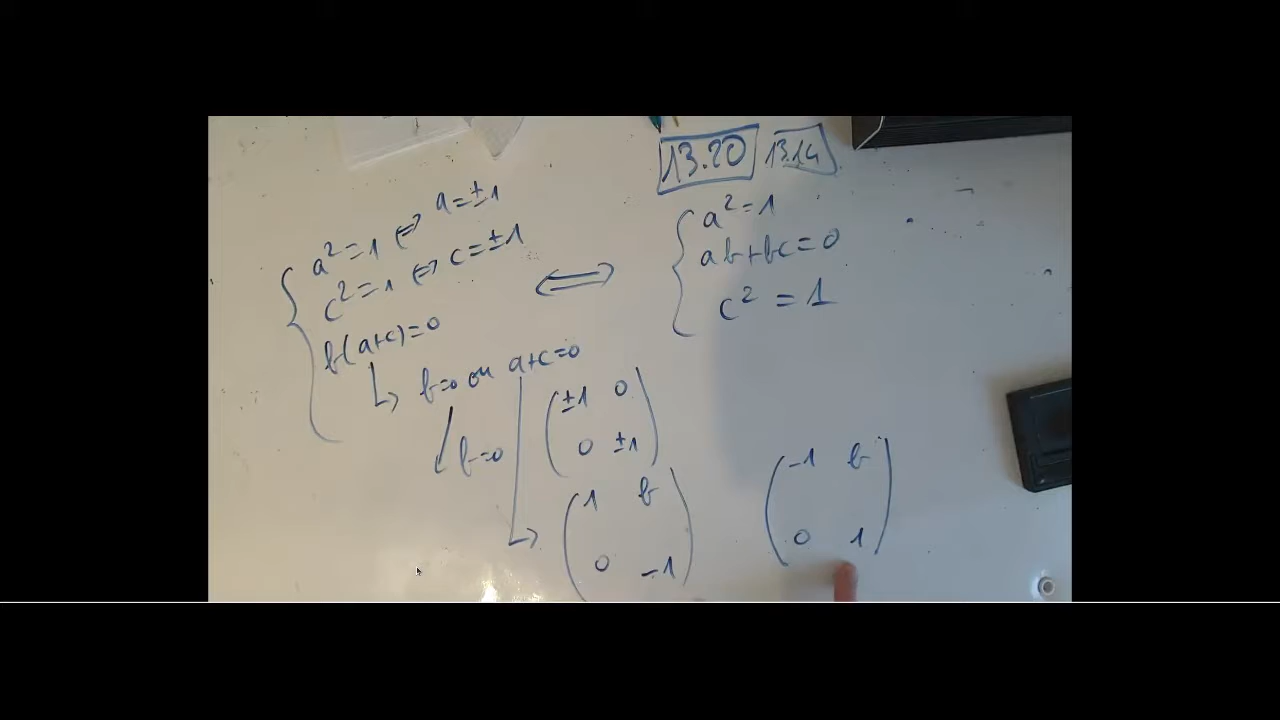 13.20 13.14
a² = 1
ab + bc = 0
c² = 1
⟺
a² = 1 ⇔ a = ±1
c² = 1 ⇔ c = ±1
b(a+c) = 0
↳ b=0 ou a+c=0
b=0
(±1 0
0 ±1)
(1 b
0 -1)
(-1 b
0 1)